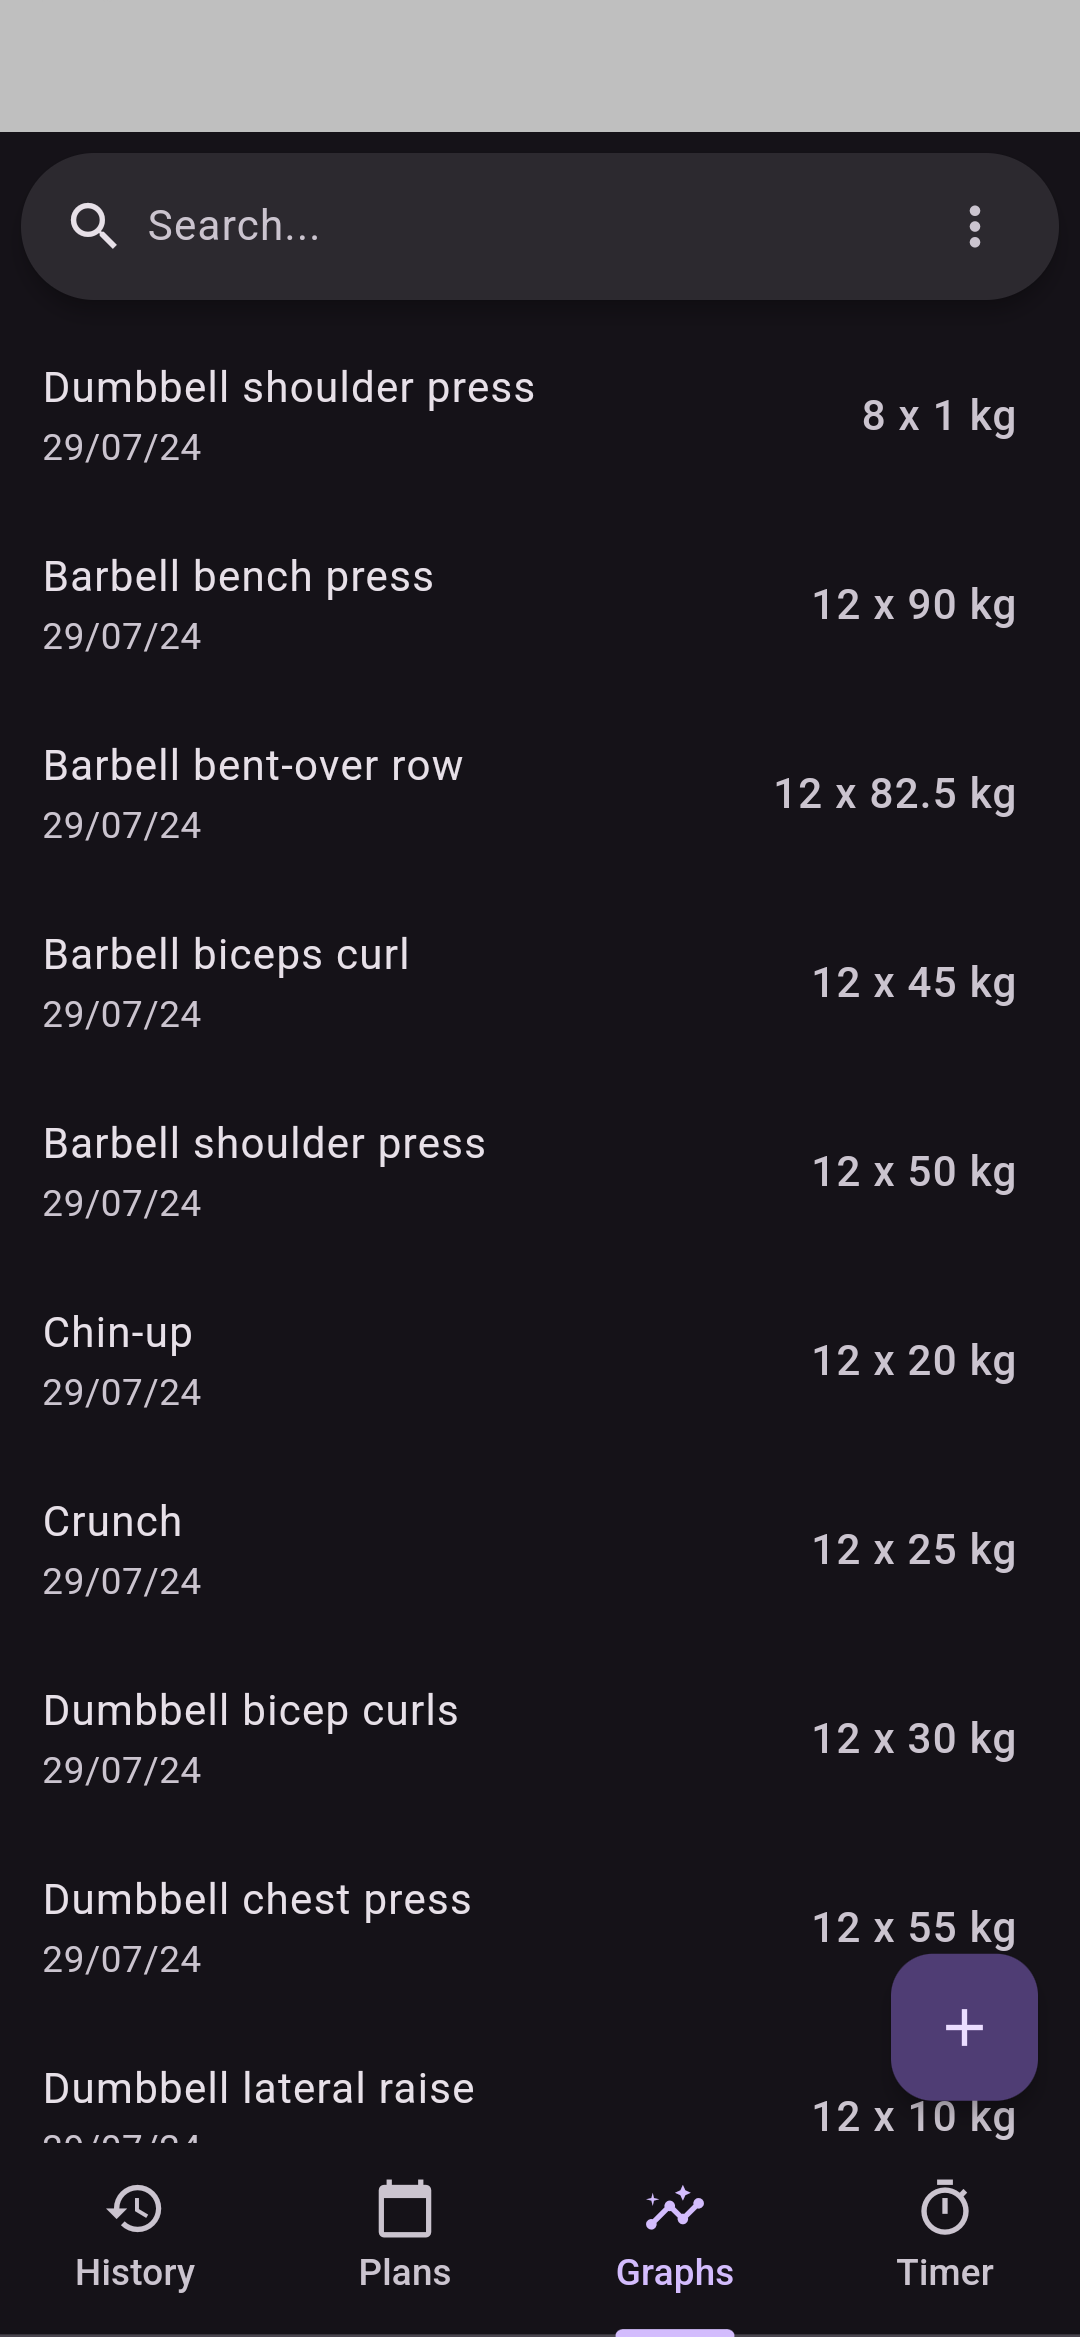 Search...
Dumbbell shoulder press
29/07/24
8 x 1 kg
Barbell bench press
29/07/24
12 x 90 kg
Barbell bent-over row
29/07/24
12 x 82.5 kg
Barbell biceps curl
29/07/24
12 x 45 kg
Barbell shoulder press
29/07/24
12 x 50 kg
Chin-up
29/07/24
12 x 20 kg
Crunch
29/07/24
12 x 25 kg
Dumbbell bicep curls
29/07/24
12 x 30 kg
Dumbbell chest press
29/07/24
12 x 55 kg
Dumbbell lateral raise
12 x 10 kg
History
Plans
Graphs
Timer